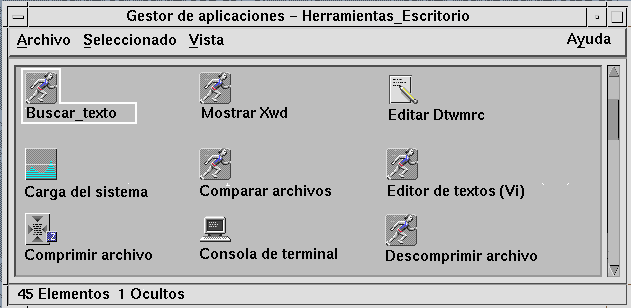 Gestor de aplicaciones – Herramientas_Escritorio
Archivo Seleccionado Vista Ayuda
Buscar_texto Mostrar Xwd Editar Dtwmrc
Carga del sistema Comparar archivos Editor de textos (Vi)
Comprimir archivo Consola de terminal Descomprimir archivo
45 Elementos 1 Ocultos